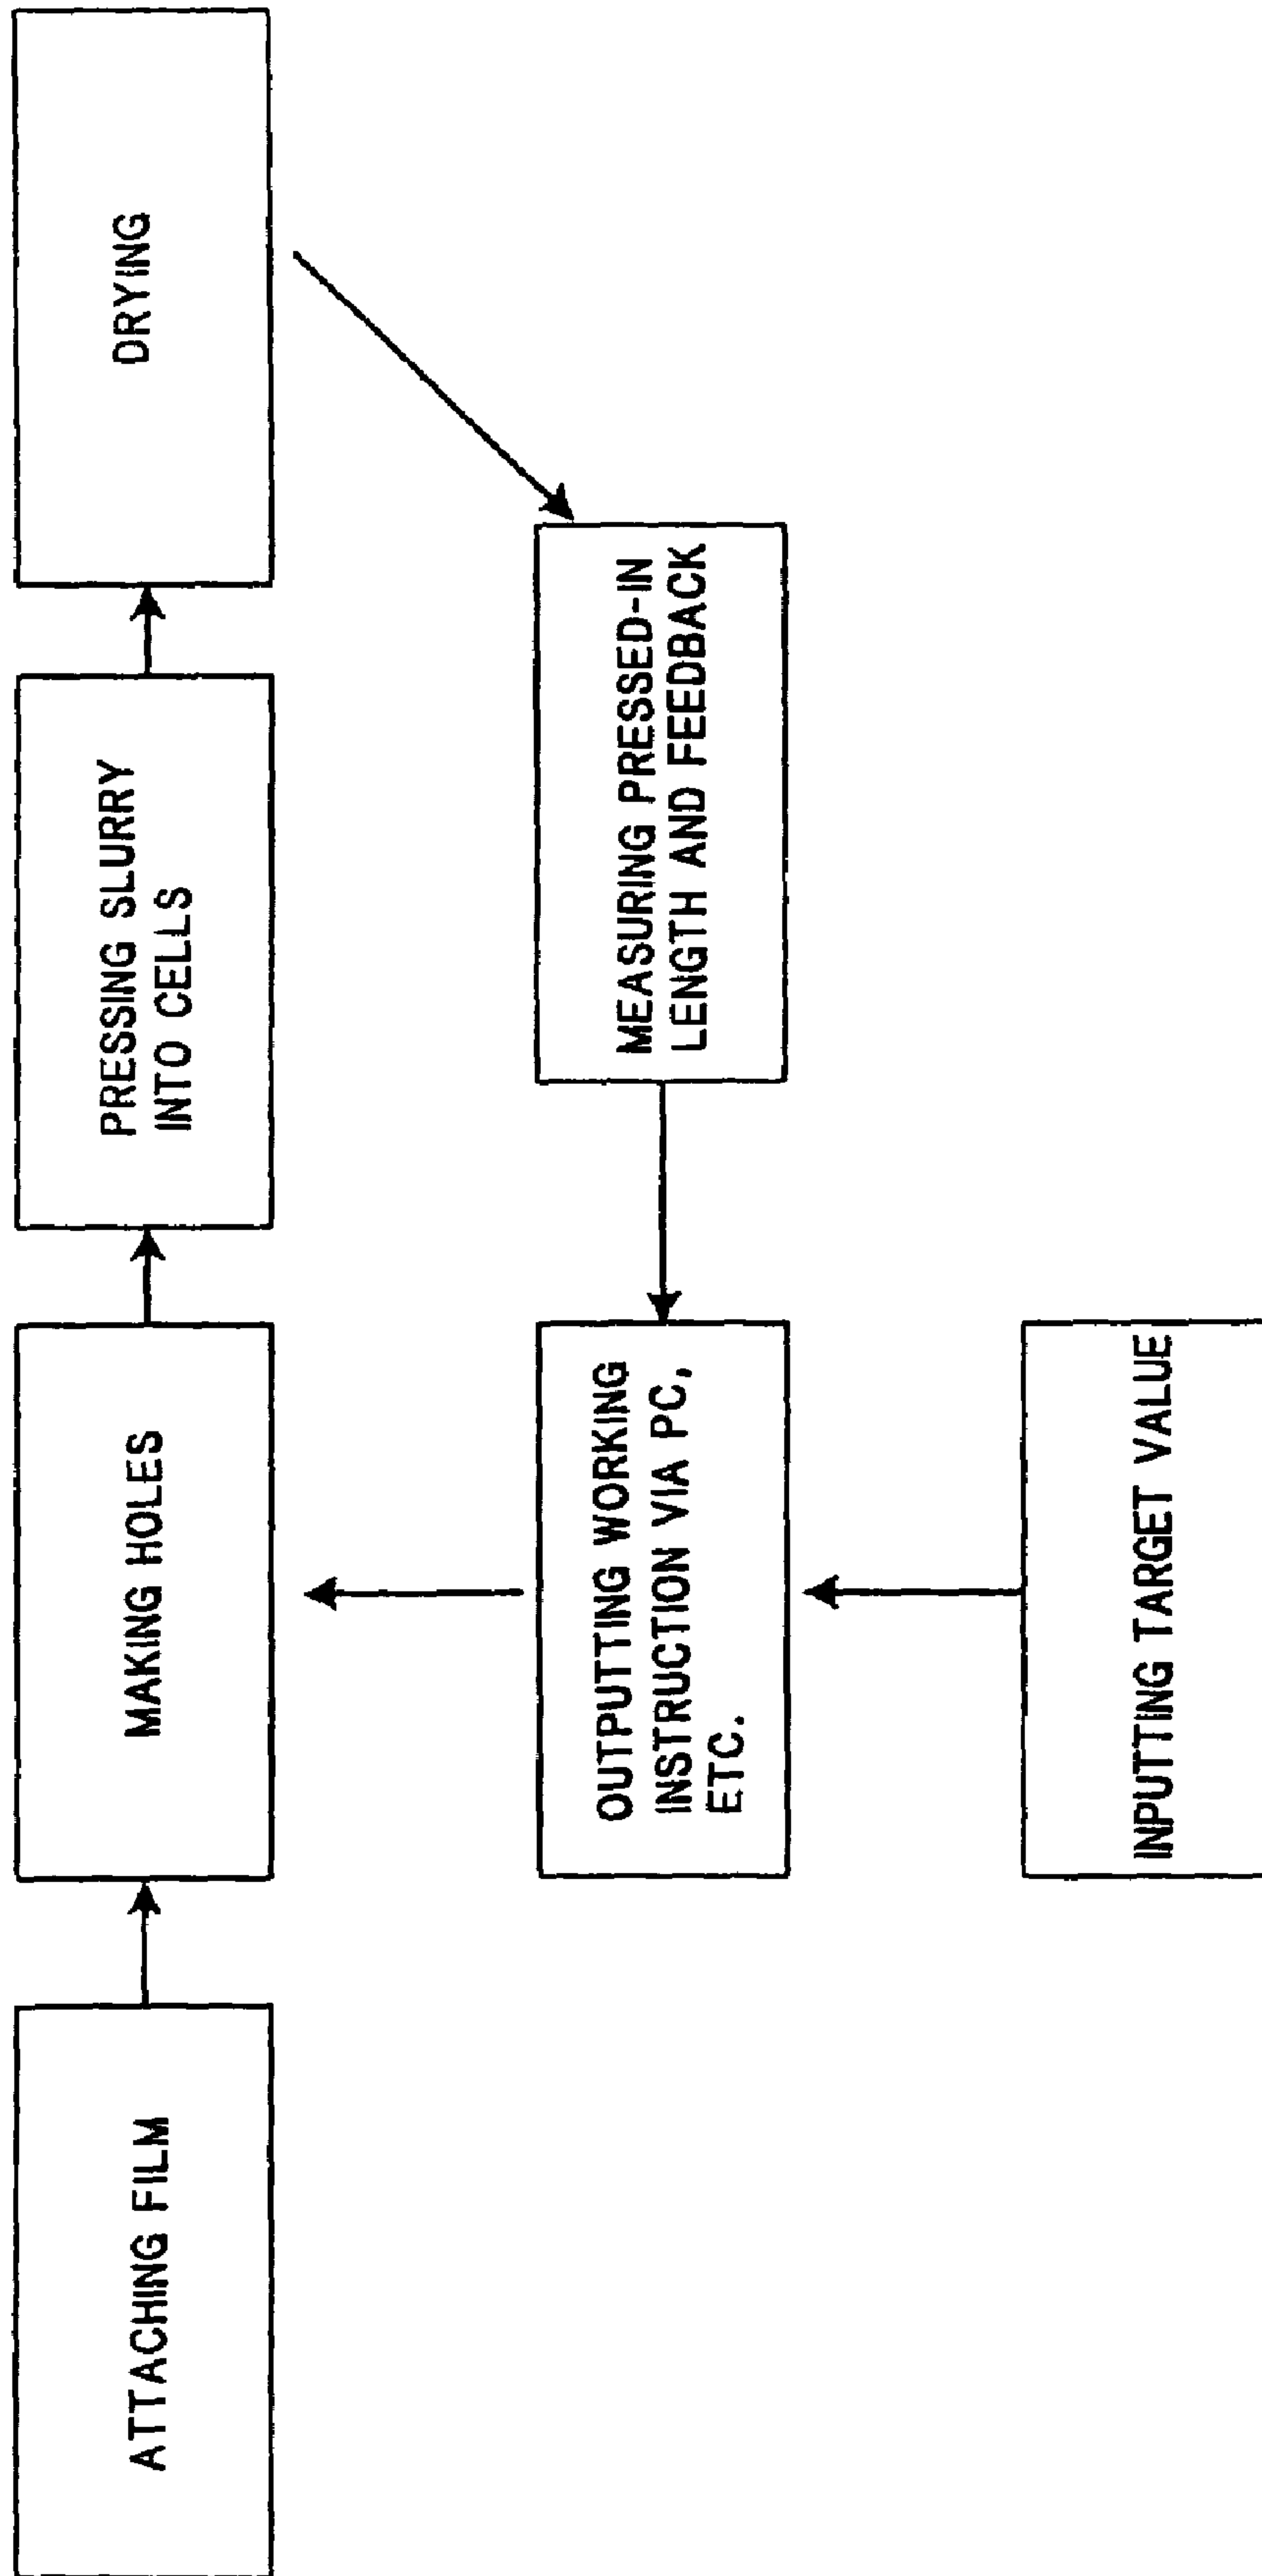 ATTACHING FILM
MAKING HOLES
PRESSING SLURRY
INTO CELLS
DRYING
OUTPUTTING WORKING
INSTRUCTION VIA PC,
ETC.
MEASURING PRESSED-IN
LENGTH AND FEEDBACK
INPUTTING TARGET VALUE